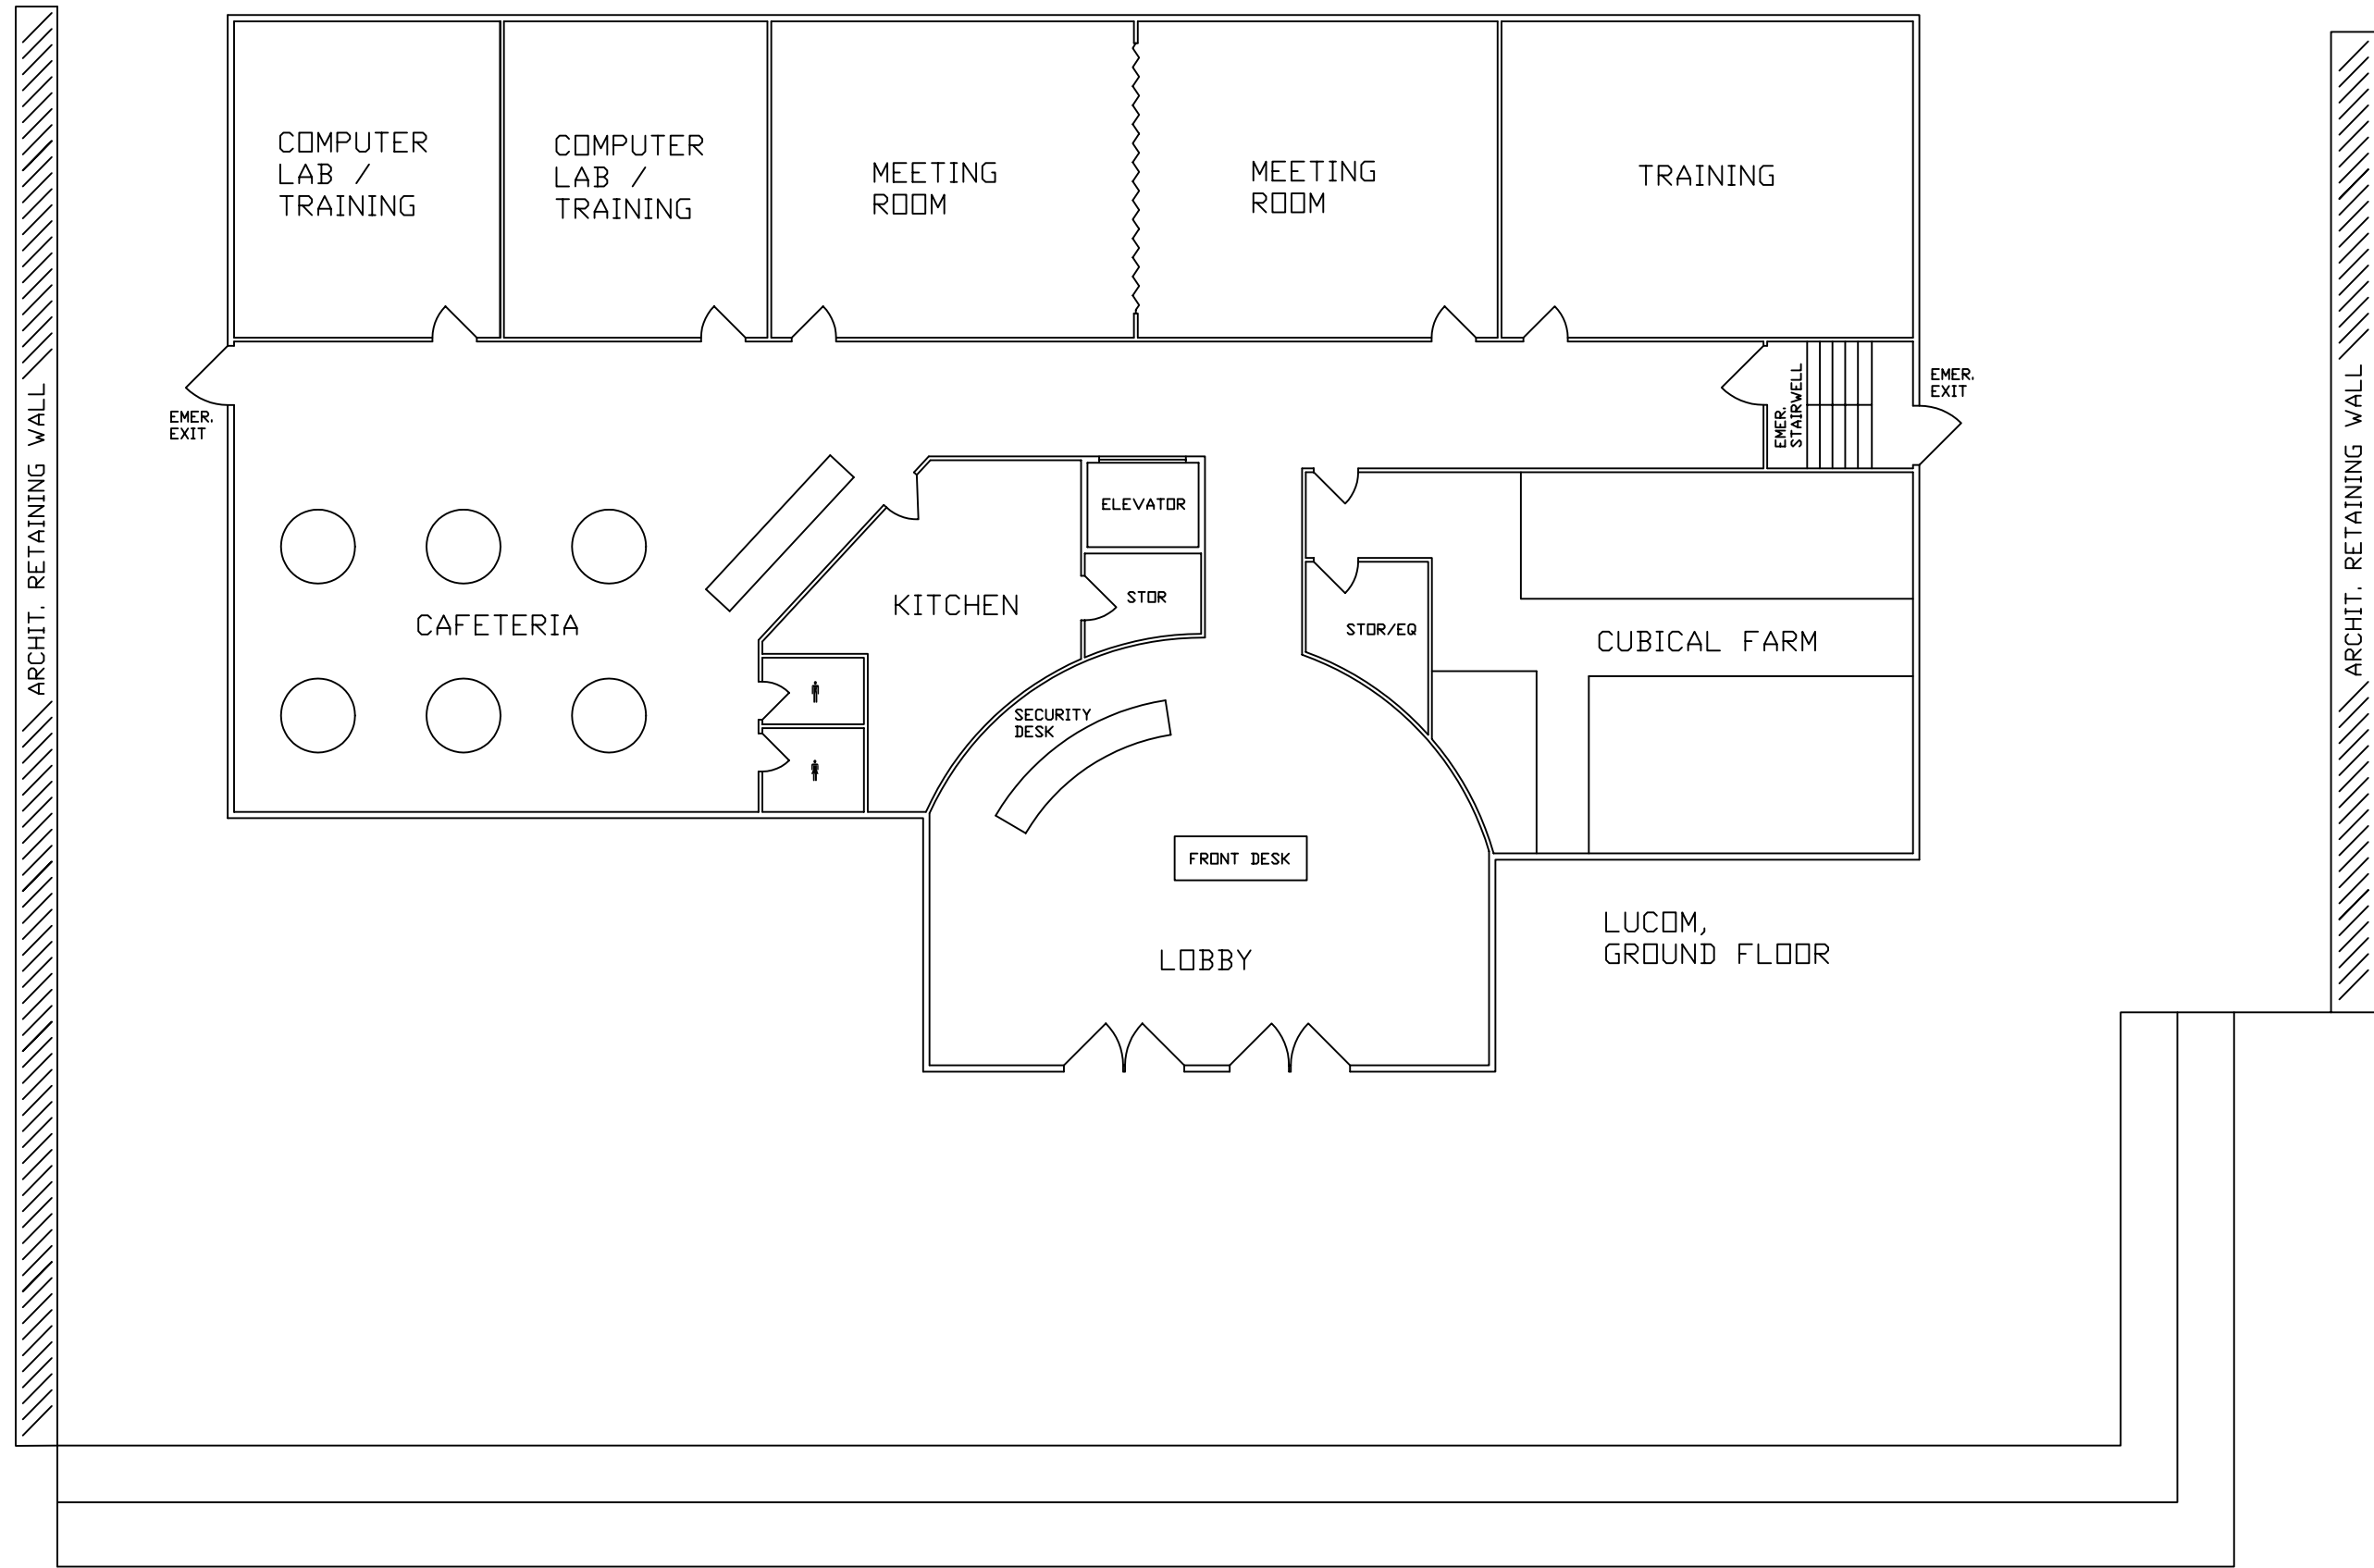 COMPUTER
LAB /
TRAINING
COMPUTER
LAB /
TRAINING
MEETING
ROOM
MEETING
ROOM
TRAINING
EMER.
EXIT
EMER.
STAIRWELL
EMER.
EXIT
ARCHIT. RETAINING WALL
ELEVATOR
STOR
KITCHEN
CAFETERIA
STOR/EQ
CUBICAL FARM
ARCHIT. RETAINING WALL
SECURITY
DESK
FRONT DESK
LOBBY
LUCOM,
GROUND FLOOR